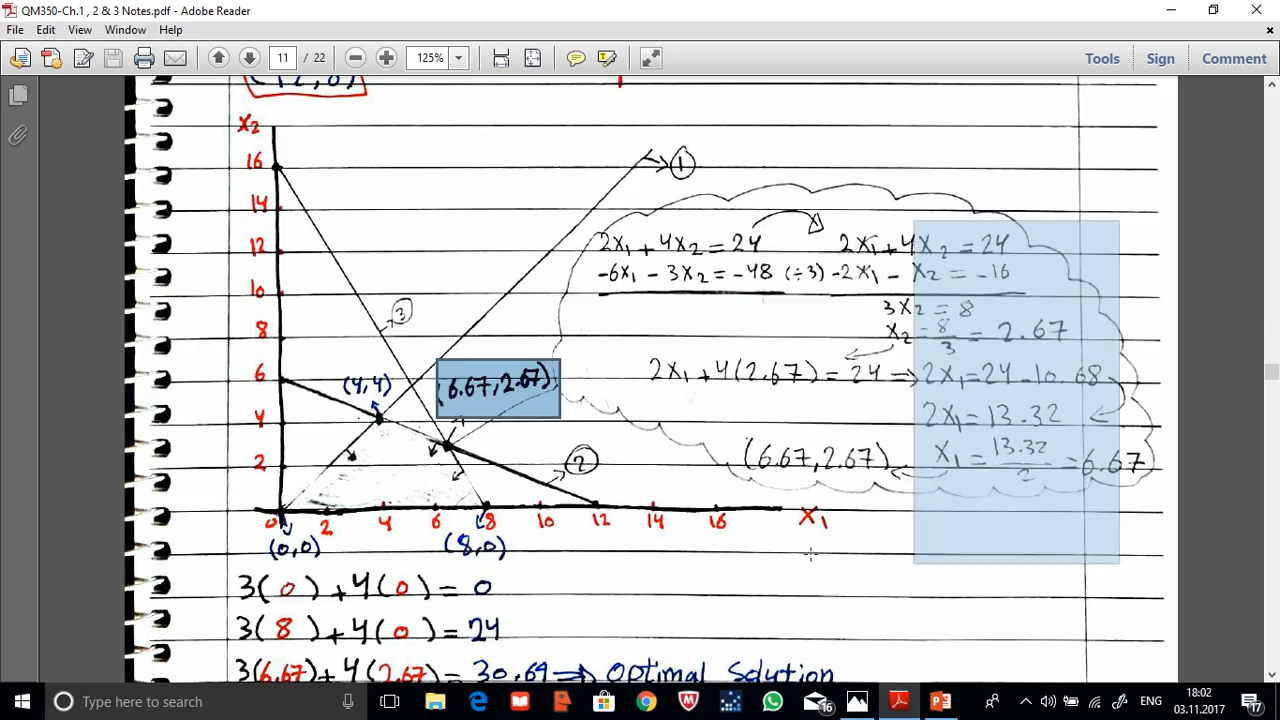 QM350-Ch.1 , 2 & 3 Notes.pdf - Adobe Reader
File Edit View Window Help
11 / 22 125% Tools Sign Comment
X2
16
14
12
10
8
6
4
2
0 2 4 6 8 10 12 14 16 X1
1
3
2
(4,4)
(6.67,2.67)
(0,0)
(8,0)
2X1 + 4X2 = 24 2X1 + 4X2 = 24
-6X1 - 3X2 = -48 (÷3) -2X1 - X2 = -16
3X2 = 8
X2 = 8/3 = 2.67
2X1 + 4(2.67) = 24 ⇒ 2X1 = 24 - 10.68
2X1 = 13.32
(6.67,2.67) X1 = 13.32/2 = 6.67
3( 0 ) + 4( 0 ) = 0
3( 8 ) + 4( 0 ) = 24
3(6.67) + 4(2.67) = 30.69 ⇒ Optimal Solution
Type here to search
16
ENG
18:02
03.11.2017
17